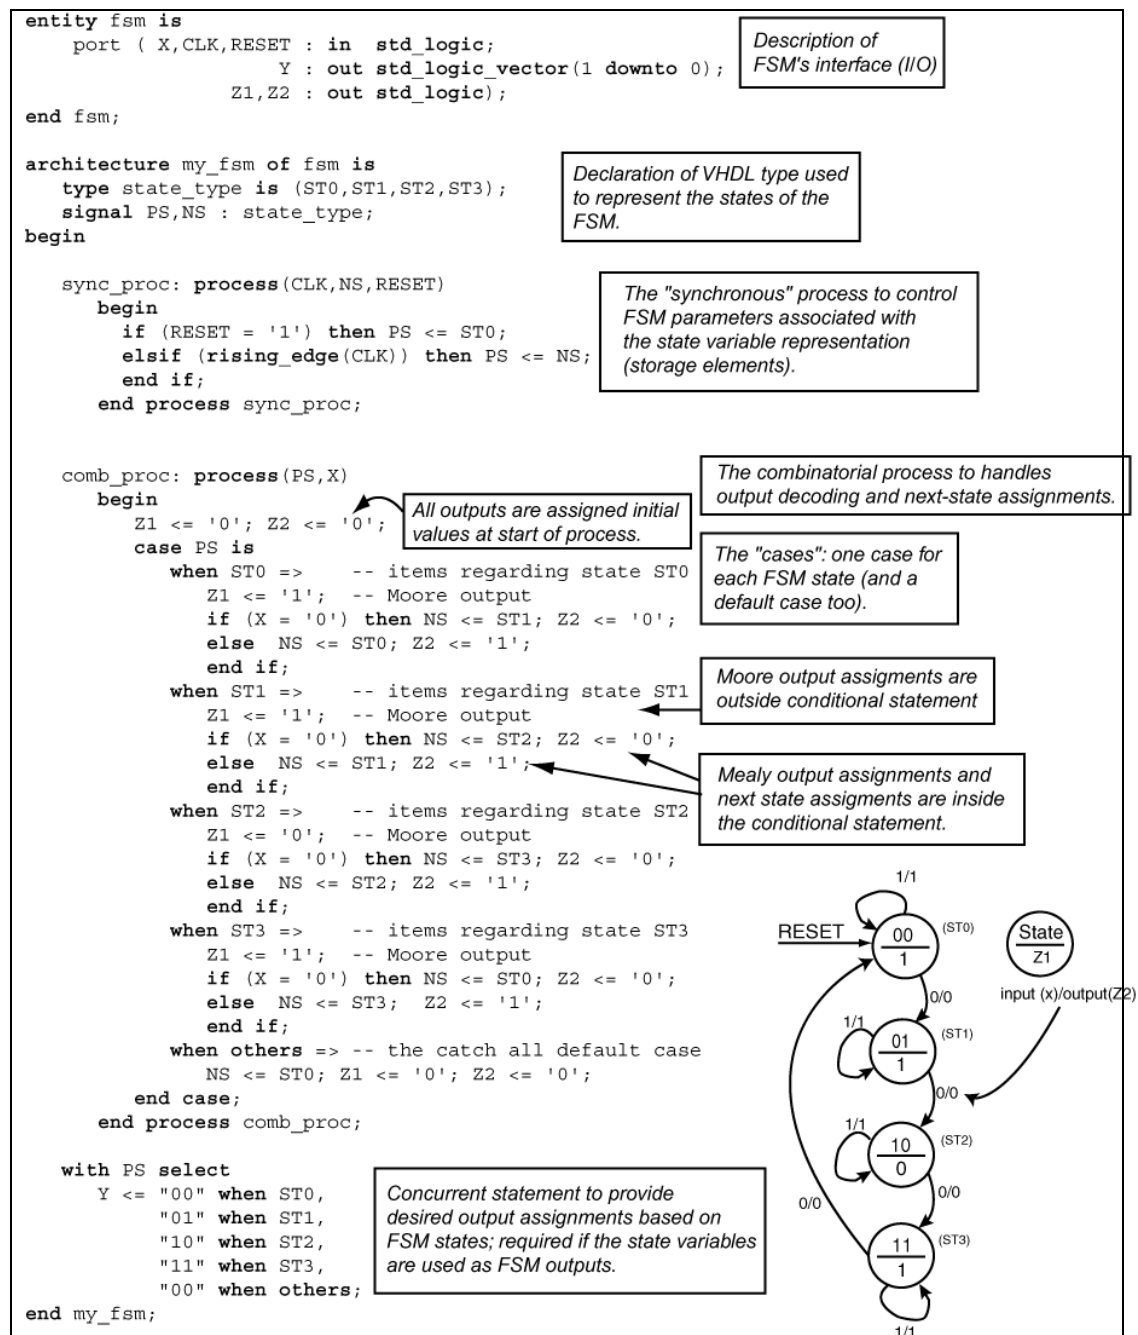 entity fsm is
port ( X,CLK,RESET : in std_logic;
Y : out std_logic_vector(1 downto 0);
Z1,Z2 : out std_logic);
end fsm;
Description of
FSM's interface (I/O)
architecture my_fsm of fsm is
type state_type is (ST0,ST1,ST2,ST3);
signal PS,NS : state_type;
begin
Declaration of VHDL type used
to represent the states of the
FSM.
sync_proc: process(CLK,NS,RESET)
begin
if (RESET = '1') then PS <= ST0;
elsif (rising_edge(CLK)) then PS <= NS;
end if;
end process sync_proc;
The "synchronous" process to control
FSM parameters associated with
the state variable representation
(storage elements).
comb_proc: process(PS,X)
begin
Z1 <= '0'; Z2 <= '0';
case PS is
when ST0 => -- items regarding state ST0
Z1 <= '1'; -- Moore output
if (X = '0') then NS <= ST1; Z2 <= '0';
else NS <= ST0; Z2 <= '1';
end if;
when ST1 => -- items regarding state ST1
Z1 <= '1'; -- Moore output
if (X = '0') then NS <= ST2; Z2 <= '0';
else NS <= ST1; Z2 <= '1';
end if;
when ST2 => -- items regarding state ST2
Z1 <= '0'; -- Moore output
if (X = '0') then NS <= ST3; Z2 <= '0';
else NS <= ST2; Z2 <= '1';
end if;
when ST3 => -- items regarding state ST3
Z1 <= '1'; -- Moore output
if (X = '0') then NS <= ST0; Z2 <= '0';
else NS <= ST3; Z2 <= '1';
end if;
when others => -- the catch all default case
NS <= ST0; Z1 <= '0'; Z2 <= '0';
end case;
end process comb_proc;
The combinatorial process to handles
output decoding and next-state assignments.
All outputs are assigned initial
values at start of process.
The "cases": one case for
each FSM state (and a
default case too).
Moore output assigments are
outside conditional statement
Mealy output assignments and
next state assigments are inside
the conditional statement.
with PS select
Y <= "00" when ST0,
"01" when ST1,
"10" when ST2,
"11" when ST3,
"00" when others;
end my_fsm;
Concurrent statement to provide
desired output assignments based on
FSM states; required if the state variables
are used as FSM outputs.
1/1
RESET
00
1
(ST0)
State
Z1
0/0
input (x)/output(Z2)
1/1
01
1
(ST1)
0/0
1/1
10
0
(ST2)
0/0
0/0
11
1
(ST3)
1/1